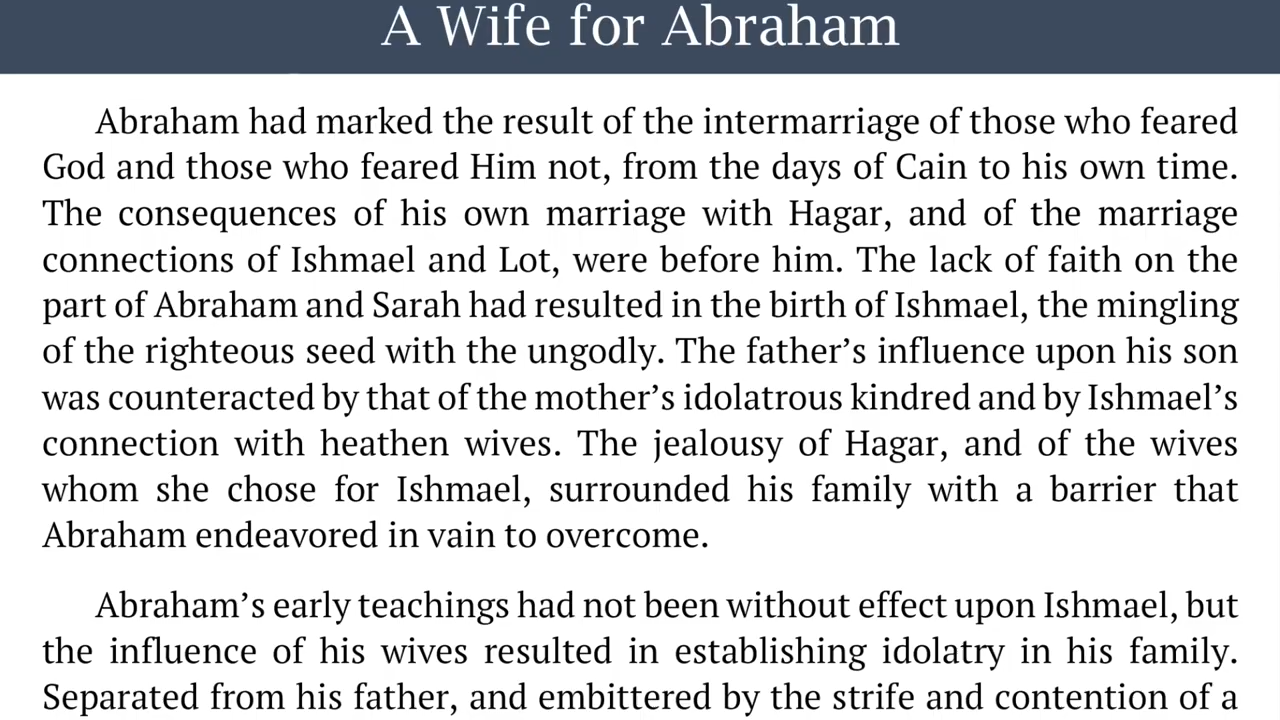 A Wife for Abraham
Abraham had marked the result of the intermarriage of those who feared
God and those who feared Him not, from the days of Cain to his own time.
The consequences of his own marriage with Hagar, and of the marriage
connections of Ishmael and Lot, were before him. The lack of faith on the
part of Abraham and Sarah had resulted in the birth of Ishmael, the mingling
of the righteous seed with the ungodly. The father’s influence upon his son
was counteracted by that of the mother’s idolatrous kindred and by Ishmael’s
connection with heathen wives. The jealousy of Hagar, and of the wives
whom she chose for Ishmael, surrounded his family with a barrier that
Abraham endeavored in vain to overcome.
Abraham’s early teachings had not been without effect upon Ishmael, but
the influence of his wives resulted in establishing idolatry in his family.
Separated from his father, and embittered by the strife and contention of a